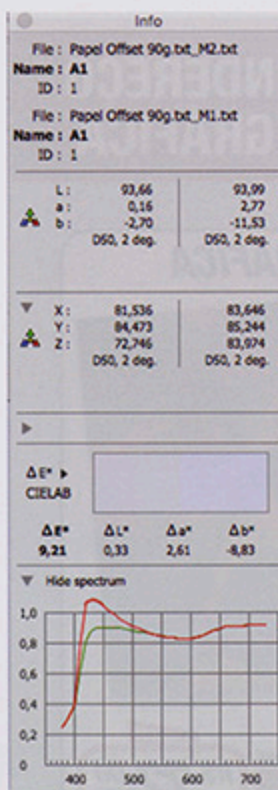 Info
File : Papel Offset 90g.txt_M2.txt
Name : A1
ID : 1
File : Papel Offset 90g.txt_M1.txt
Name : A1
ID : 1
L : 93,66 93,99
a : 0,16 2,77
b : -2,70 -11,53
D50, 2 deg. D50, 2 deg.
X : 81,536 83,646
Y : 84,473 85,244
Z : 72,746 83,974
D50, 2 deg. D50, 2 deg.
ΔE* ▸
CIELAB
ΔE* ΔL* Δa* Δb*
9,21 0,33 2,61 -8,83
Hide spectrum
1,0
0,8
0,6
0,4
0,2
0
400 500 600 700